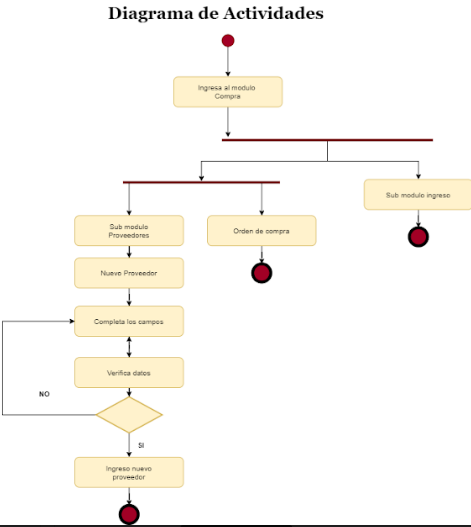 Diagrama de Actividades
Ingresa al modulo
Compra
Sub modulo ingreso
Sub modulo
Proveedores
Orden de compra
Nuevo Proveedor
Completa los campos
Verifica datos
NO
SI
Ingreso nuevo
proveedor